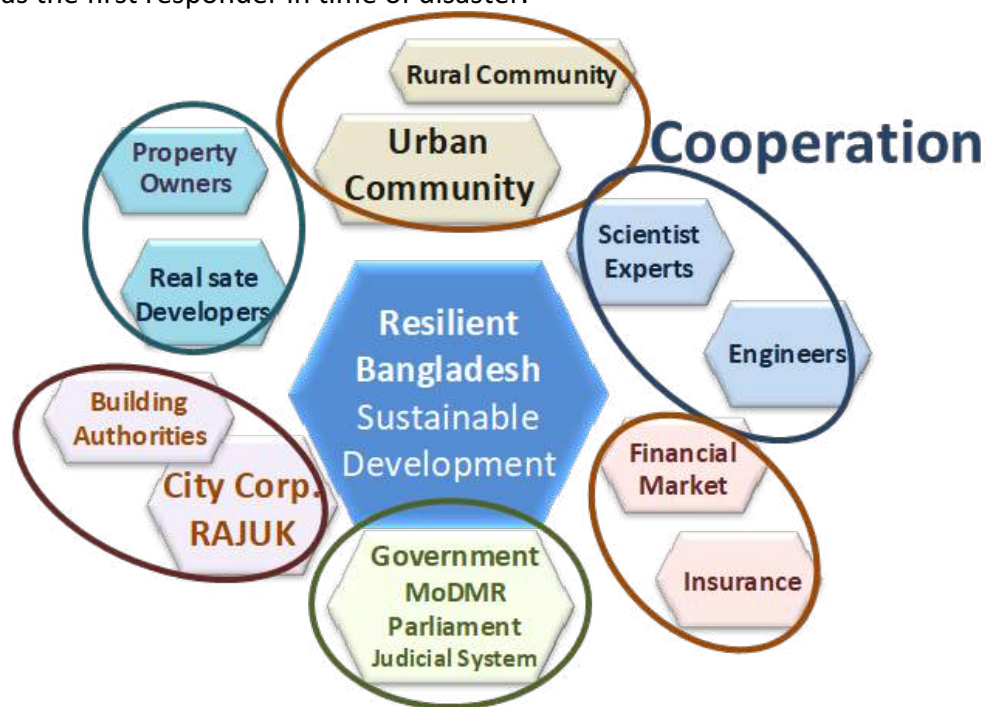 as the first responder in time of disaster.
Rural Community
Urban
Community
Cooperation
Property
Owners
Real sate
Developers
Scientist
Experts
Engineers
Resilient
Bangladesh
Sustainable
Development
Building
Authorities
City Corp.
RAJUK
Financial
Market
Insurance
Government
MoDMR
Parliament
Judicial System